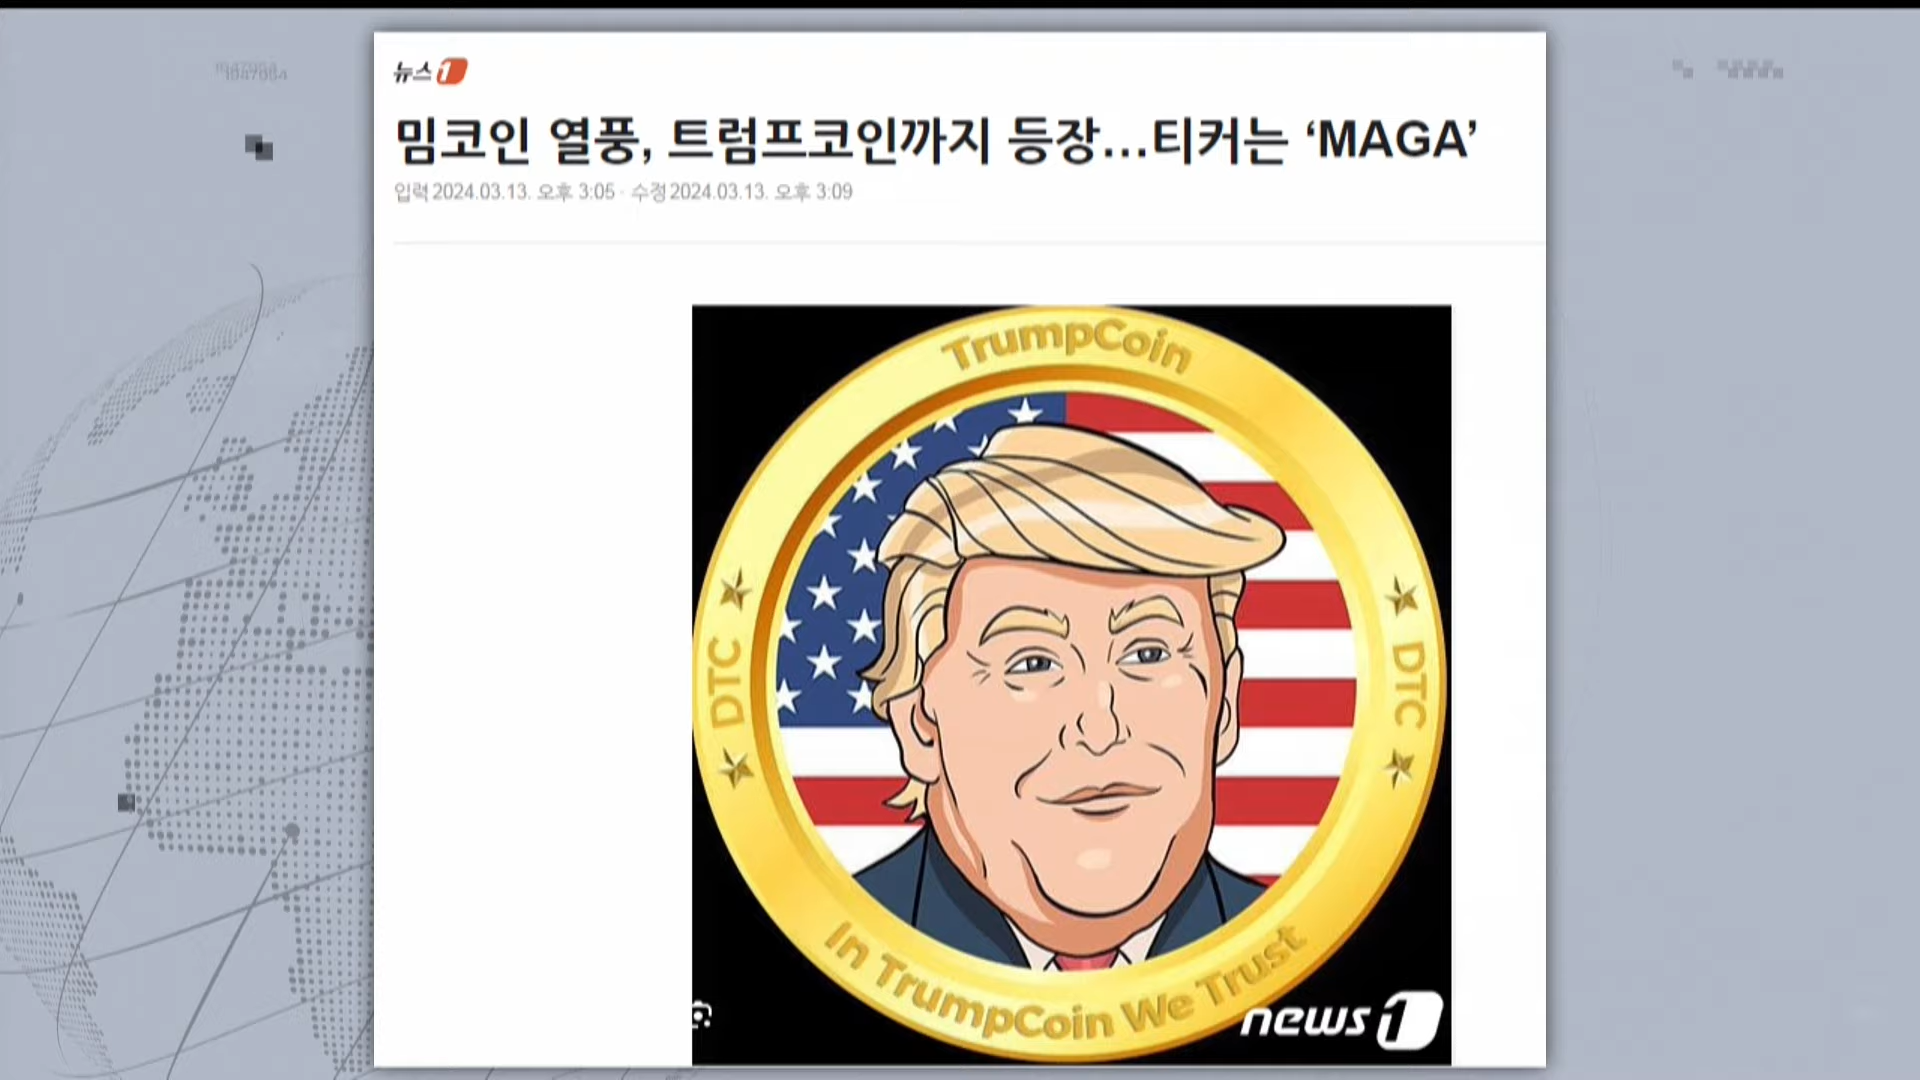 뉴스1
밈코인 열풍, 트럼프코인까지 등장…티커는 ‘MAGA’
입력 2024.03.13. 오후 3:05 · 수정 2024.03.13. 오후 3:09
TrumpCoin
DTC
DTC
In TrumpCoin We Trust
news1